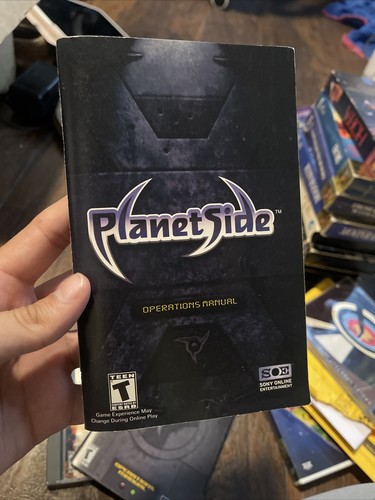 PlanetSide™
OPERATIONS MANUAL
TEEN
T
ESRB
Game Experience May
Change During Online Play
SOE
SONY ONLINE
ENTERTAINMENT